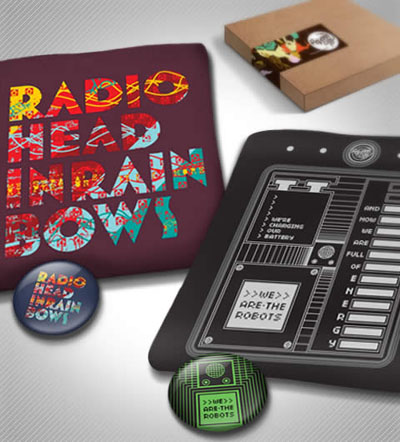 RADIO
HEAD
INRAIN
BOWS
RADIO
HEAD
INRAIN
BOWS
>
>
>
> WE'RE
> CHARGING
> OUR
> BATTERY
>>WE>>
ARE·THE
ROBOTS
AND
NOW
WE
ARE
FULL
OF
E
N
E
R
G
Y
>>WE>>
ARE·THE
ROBOTS